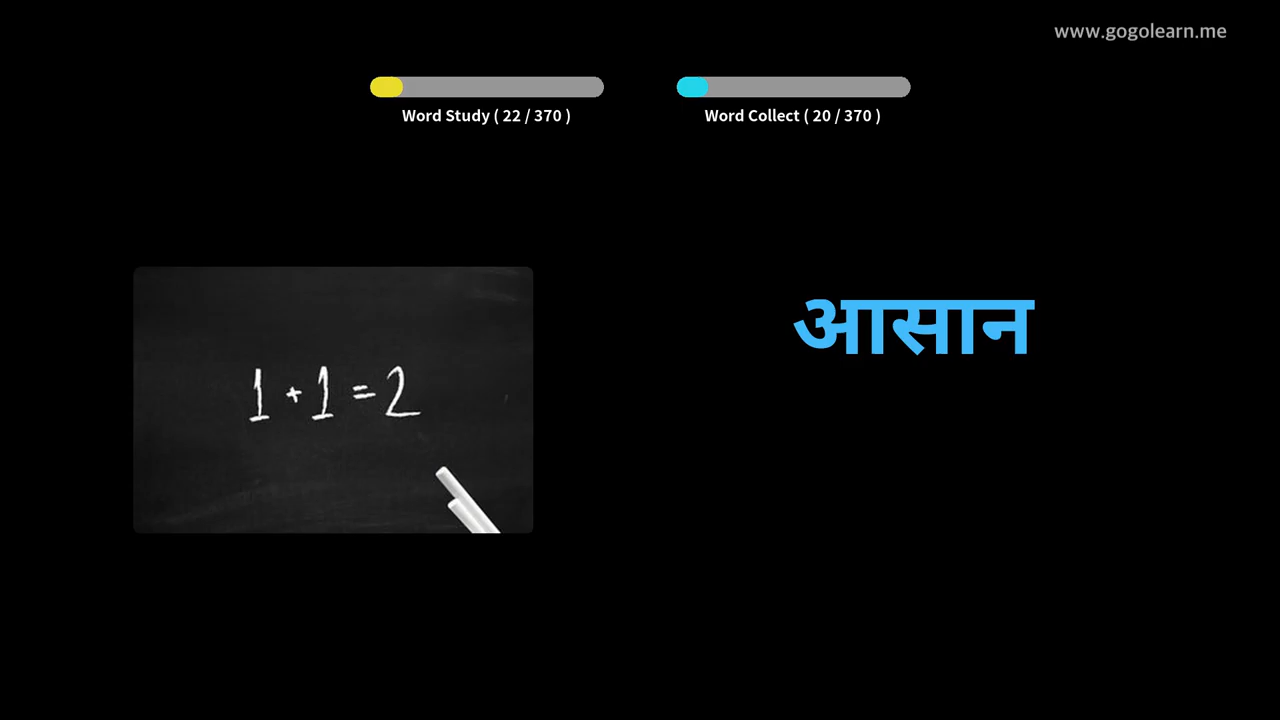 www.gogolearn.me
Word Study ( 22 / 370 )
Word Collect ( 20 / 370 )
1 + 1 = 2
आसान